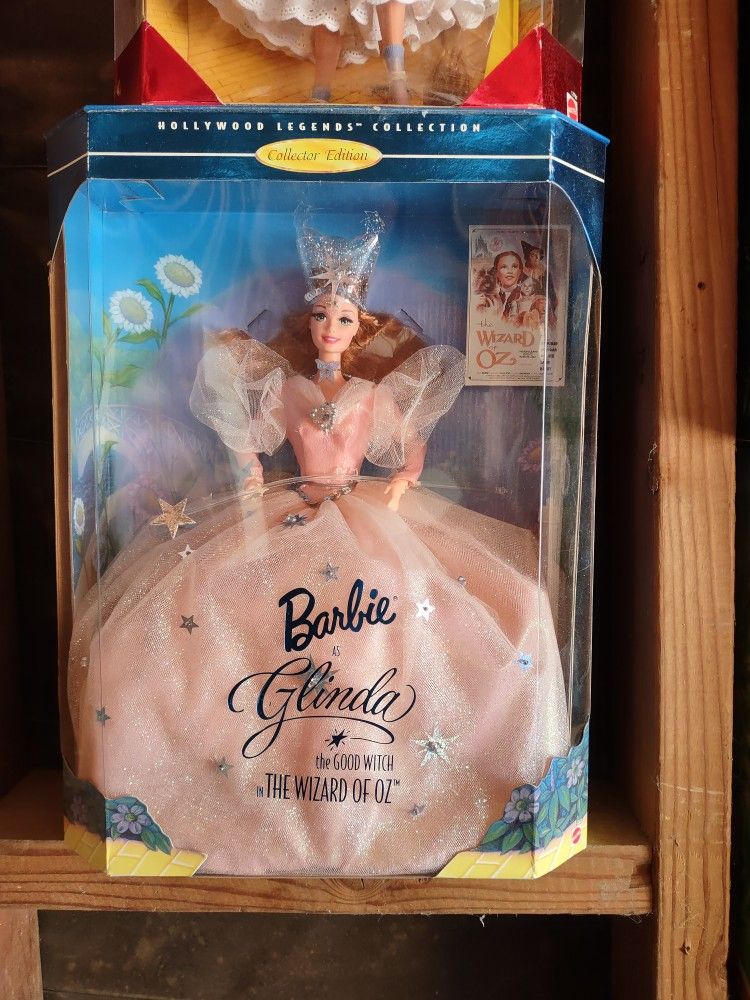 HOLLYWOOD LEGENDS™ COLLECTION
Collector Edition
the
WIZARD
OF
OZ
Barbie®
AS
Glinda
the GOOD WITCH
IN THE WIZARD OF OZ™